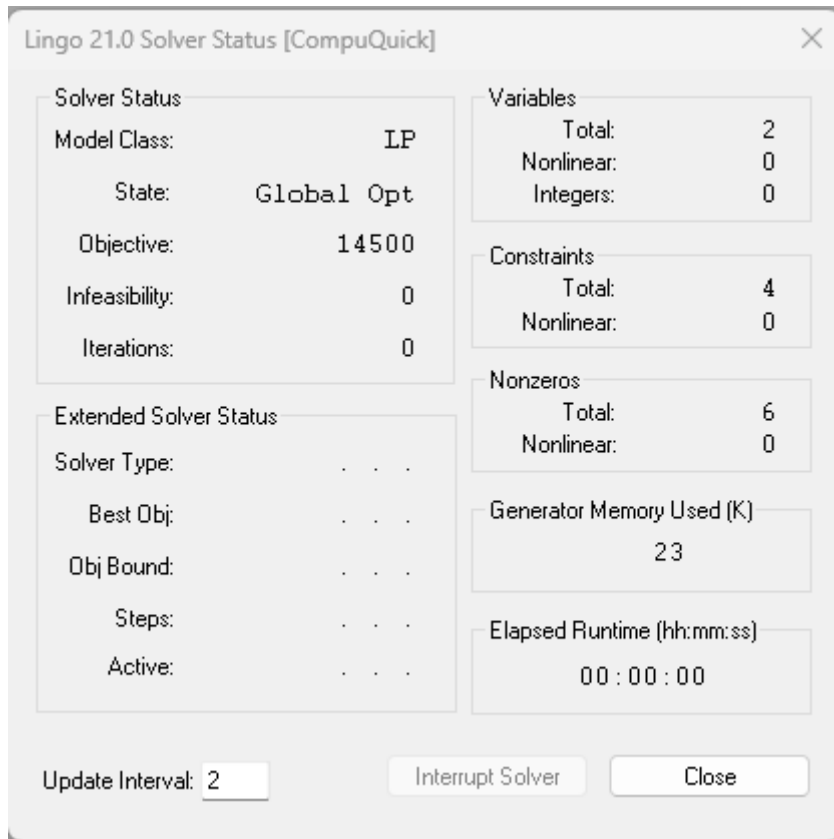 Lingo 21.0 Solver Status [CompuQuick]
Solver Status
Model Class: LP
State: Global Opt
Objective: 14500
Infeasibility: 0
Iterations: 0
Extended Solver Status
Solver Type: . . .
Best Obj: . . .
Obj Bound: . . .
Steps: . . .
Active: . . .
Variables
Total: 2
Nonlinear: 0
Integers: 0
Constraints
Total: 4
Nonlinear: 0
Nonzeros
Total: 6
Nonlinear: 0
Generator Memory Used (K)
23
Elapsed Runtime (hh:mm:ss)
00:00:00
Update Interval: 2
Interrupt Solver
Close